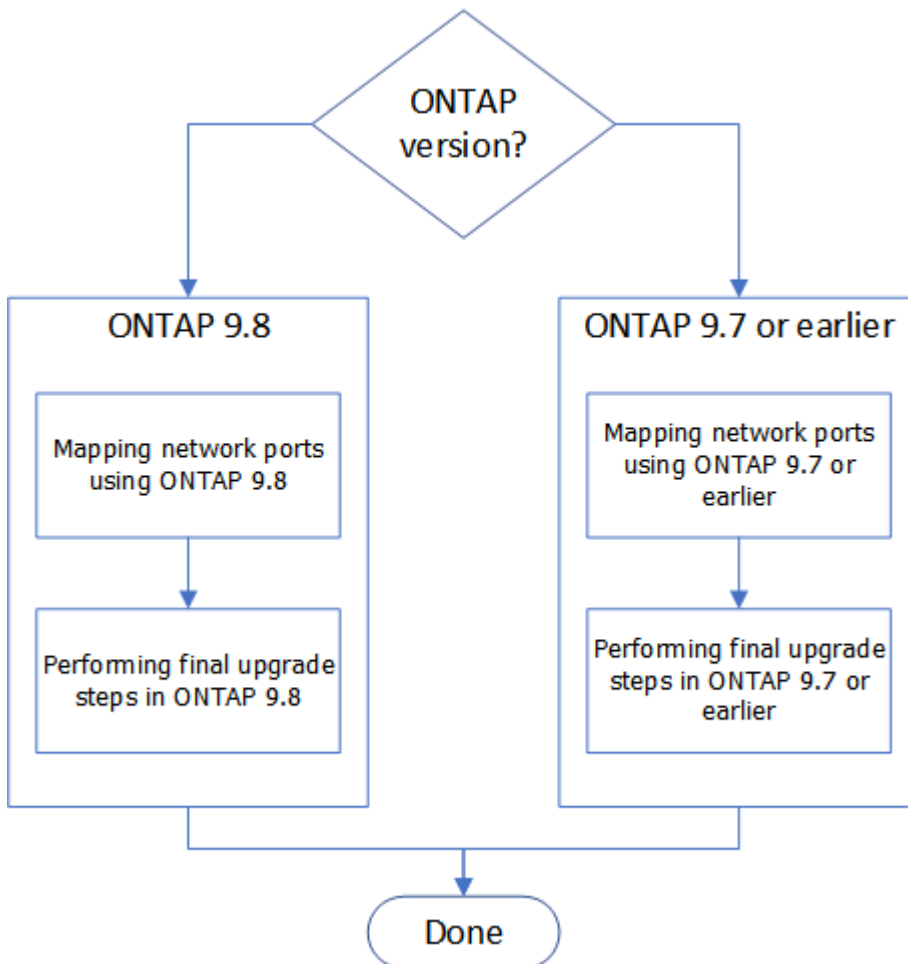 ONTAP
version?
ONTAP 9.8
Mapping network ports
using ONTAP 9.8
Performing final upgrade
steps in ONTAP 9.8
ONTAP 9.7 or earlier
Mapping network ports
using ONTAP 9.7 or
earlier
Performing final upgrade
steps in ONTAP 9.7 or
earlier
Done